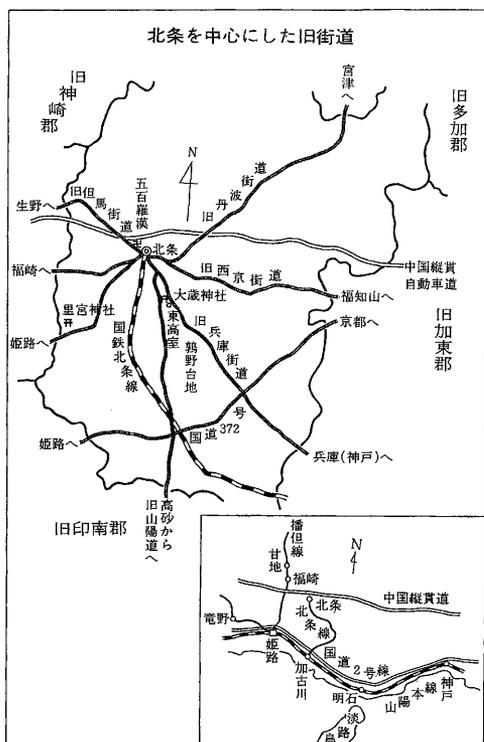 北条を中心にした旧街道
旧神崎郡
宮津へ
旧多加郡
N
五百羅漢
生野へ
旧但馬街道
旧丹波街道
卍
北条
福崎へ
旧西京街道
中国縦貫自動車道
大歳神社
福知山へ
里宮神社
東高室
旧兵庫街道
京都へ
旧加東郡
姫路へ
国鉄北条線
鶉野台地
姫路へ
国道372号
兵庫(神戸)へ
高砂から
旧山陽道へ
旧印南郡
播但線
甘地
N
福崎
北条
中国縦貫道
竜野
北条線
姫路
国道2号線
加古川
明石
山陽本線
神戸
淡路島